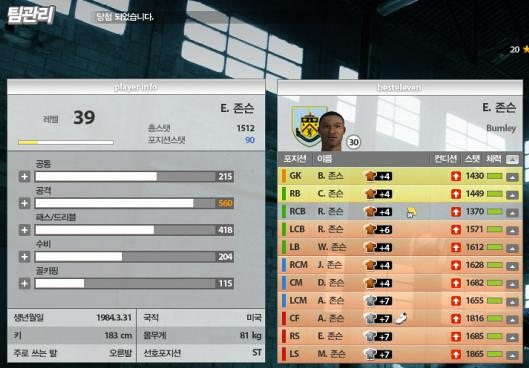 팀관리
당첨 되었습니다.
20
player info
E. 존슨
레벨 39
총스탯 1512
포지션스탯 90
공통
215
공격
560
패스/드리블
418
수비
204
골키핑
115
생년월일 1984.3.31 국적 미국
키 183 cm 몸무게 81 kg
주로 쓰는 발 오른발 선호포지션 ST
besteleven
E. 존슨
Burnley
30
포지션 이름 컨디션 스탯 체력
GK B. 존스 +4 1430
RB C. 존슨 +4 1449
RCB R. 존슨 +4 1370
LCB R. 존슨 +6 1571
LB W. 존슨 +4 1612
RCM J. 존슨 +4 1628
CM D. 존슨 +4 1682
LCM A. 존슨 +7 1655
CF A. 존슨 +7 1816
RS E. 존슨 +7 1685
LS M. 존슨 +7 1865